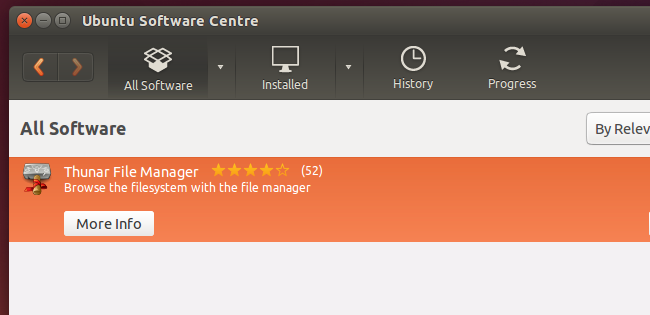 Ubuntu Software Centre
All Software
Installed
History
Progress
All Software
By Relev
Thunar File Manager (52)
Browse the filesystem with the file manager
More Info